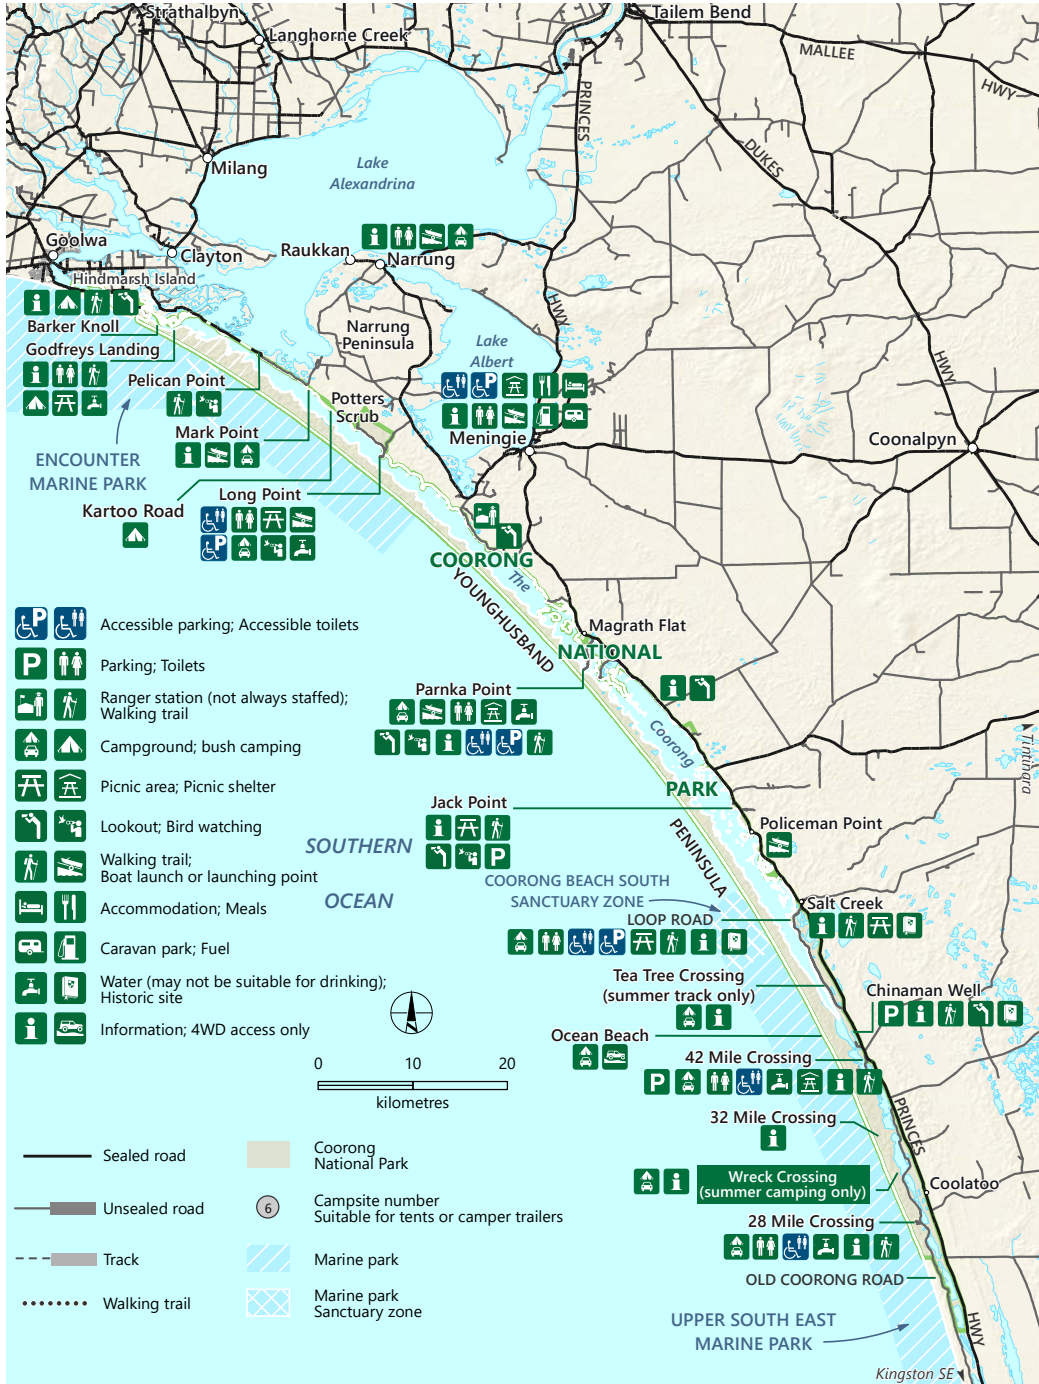 Strathalbyn
Langhorne Creek
Tailem Bend
MALLEE
HWY
PRINCES
DUKES
Milang
Lake
Alexandrina
Goolwa
Clayton
Raukkan
Narrung
Hindmarsh Island
HWY
Barker Knoll
Narrung
Peninsula
Lake
Albert
Godfreys Landing
HWY
Pelican Point
Potters
Scrub
Mark Point
Meningie
Coonalpyn
ENCOUNTER
MARINE PARK
Long Point
Kartoo Road
COORONG
The
YOUNGHUSBAND
Magrath Flat
NATIONAL
P
P
Accessible parking; Accessible toilets
P
Parking; Toilets
Ranger station (not always staffed);
Walking trail
Campground; bush camping
Picnic area; Picnic shelter
Lookout; Bird watching
Walking trail;
Boat launch or launching point
Accommodation; Meals
Caravan park; Fuel
Water (may not be suitable for drinking);
Historic site
Information; 4WD access only
Parnka Point
P
Coorong
Tintinara
PARK
Jack Point
P
SOUTHERN
OCEAN
PENINSULA
Policeman Point
COORONG BEACH SOUTH
SANCTUARY ZONE
Salt Creek
LOOP ROAD
P
Tea Tree Crossing
(summer track only)
Chinaman Well
P
Ocean Beach
42 Mile Crossing
P
PRINCES
32 Mile Crossing
Wreck Crossing
(summer camping only)
Coolatoo
28 Mile Crossing
OLD COORONG ROAD
UPPER SOUTH EAST
MARINE PARK
HWY
Kingston SE
0 10 20
kilometres
Sealed road
Coorong
National Park
Unsealed road
6
Campsite number
Suitable for tents or camper trailers
Track
Marine park
Walking trail
Marine park
Sanctuary zone